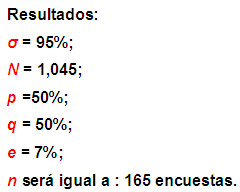 Resultados:
σ = 95%;
N = 1,045;
p =50%;
q = 50%;
e = 7%;
n será igual a : 165 encuestas.